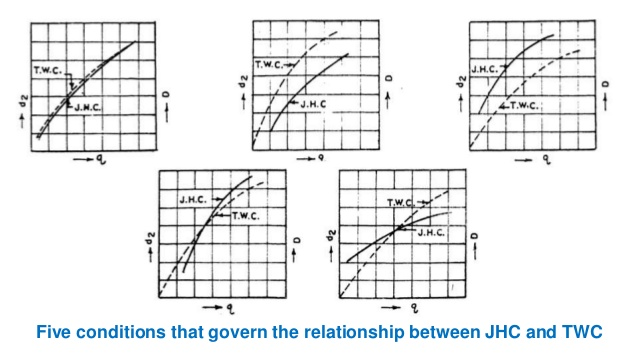 T.W.C.
J.H.C.
d2
D
q
T.W.C.
J.H.C
d2
D
q
J.H.C.
T.W.C.
d2
D
q
J.H.C.
T.W.C.
d2
D
q
T.W.C.
J.H.C.
d2
D
q
Five conditions that govern the relationship between JHC and TWC